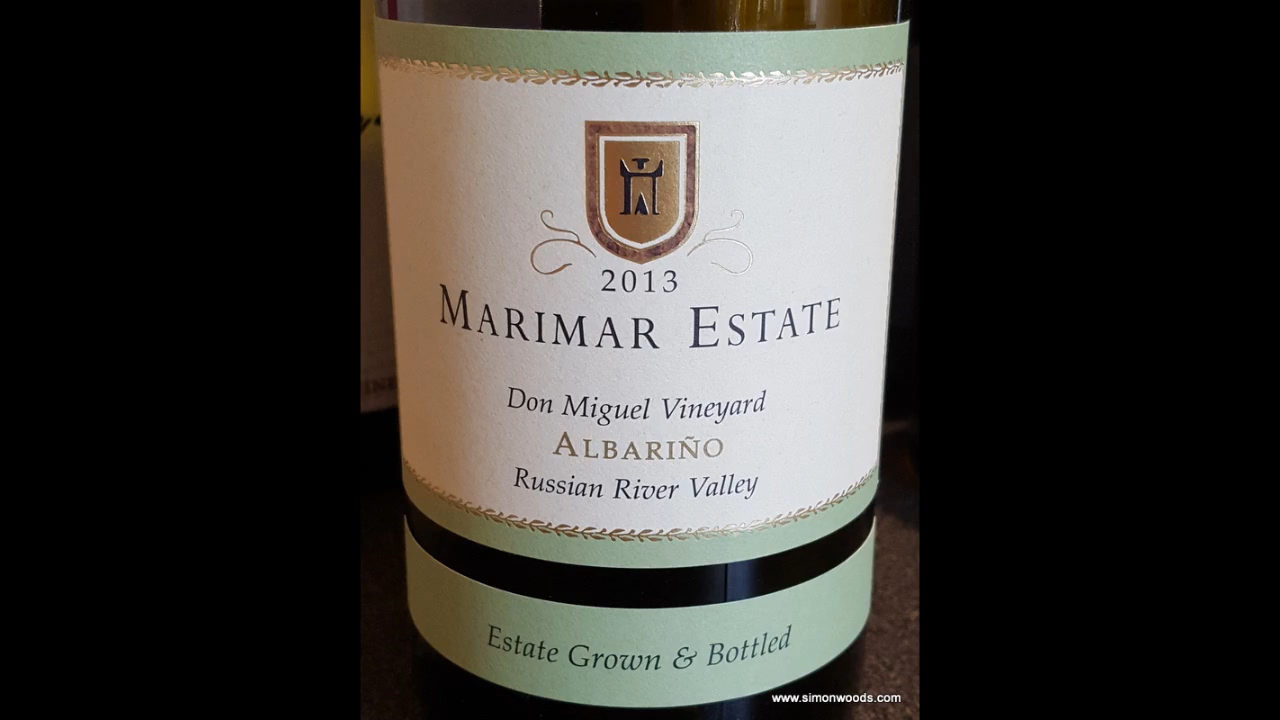 2013
MARIMAR ESTATE
Don Miguel Vineyard
ALBARIÑO
Russian River Valley
Estate Grown & Bottled
www.simonwoods.com